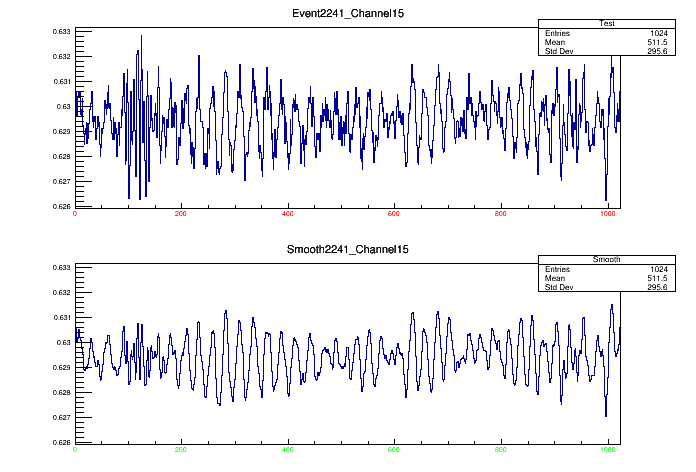 Event2241_Channel15
Test
Entries 1024
Mean 511.5
Std Dev 295.6
0.633
0.632
0.631
0.63
0.629
0.628
0.627
0.626
0 200 400 600 800 1000
Smooth2241_Channel15
Smooth
Entries 1024
Mean 511.5
Std Dev 295.6
0.633
0.632
0.631
0.63
0.629
0.628
0.627
0.626
0 200 400 600 800 1000